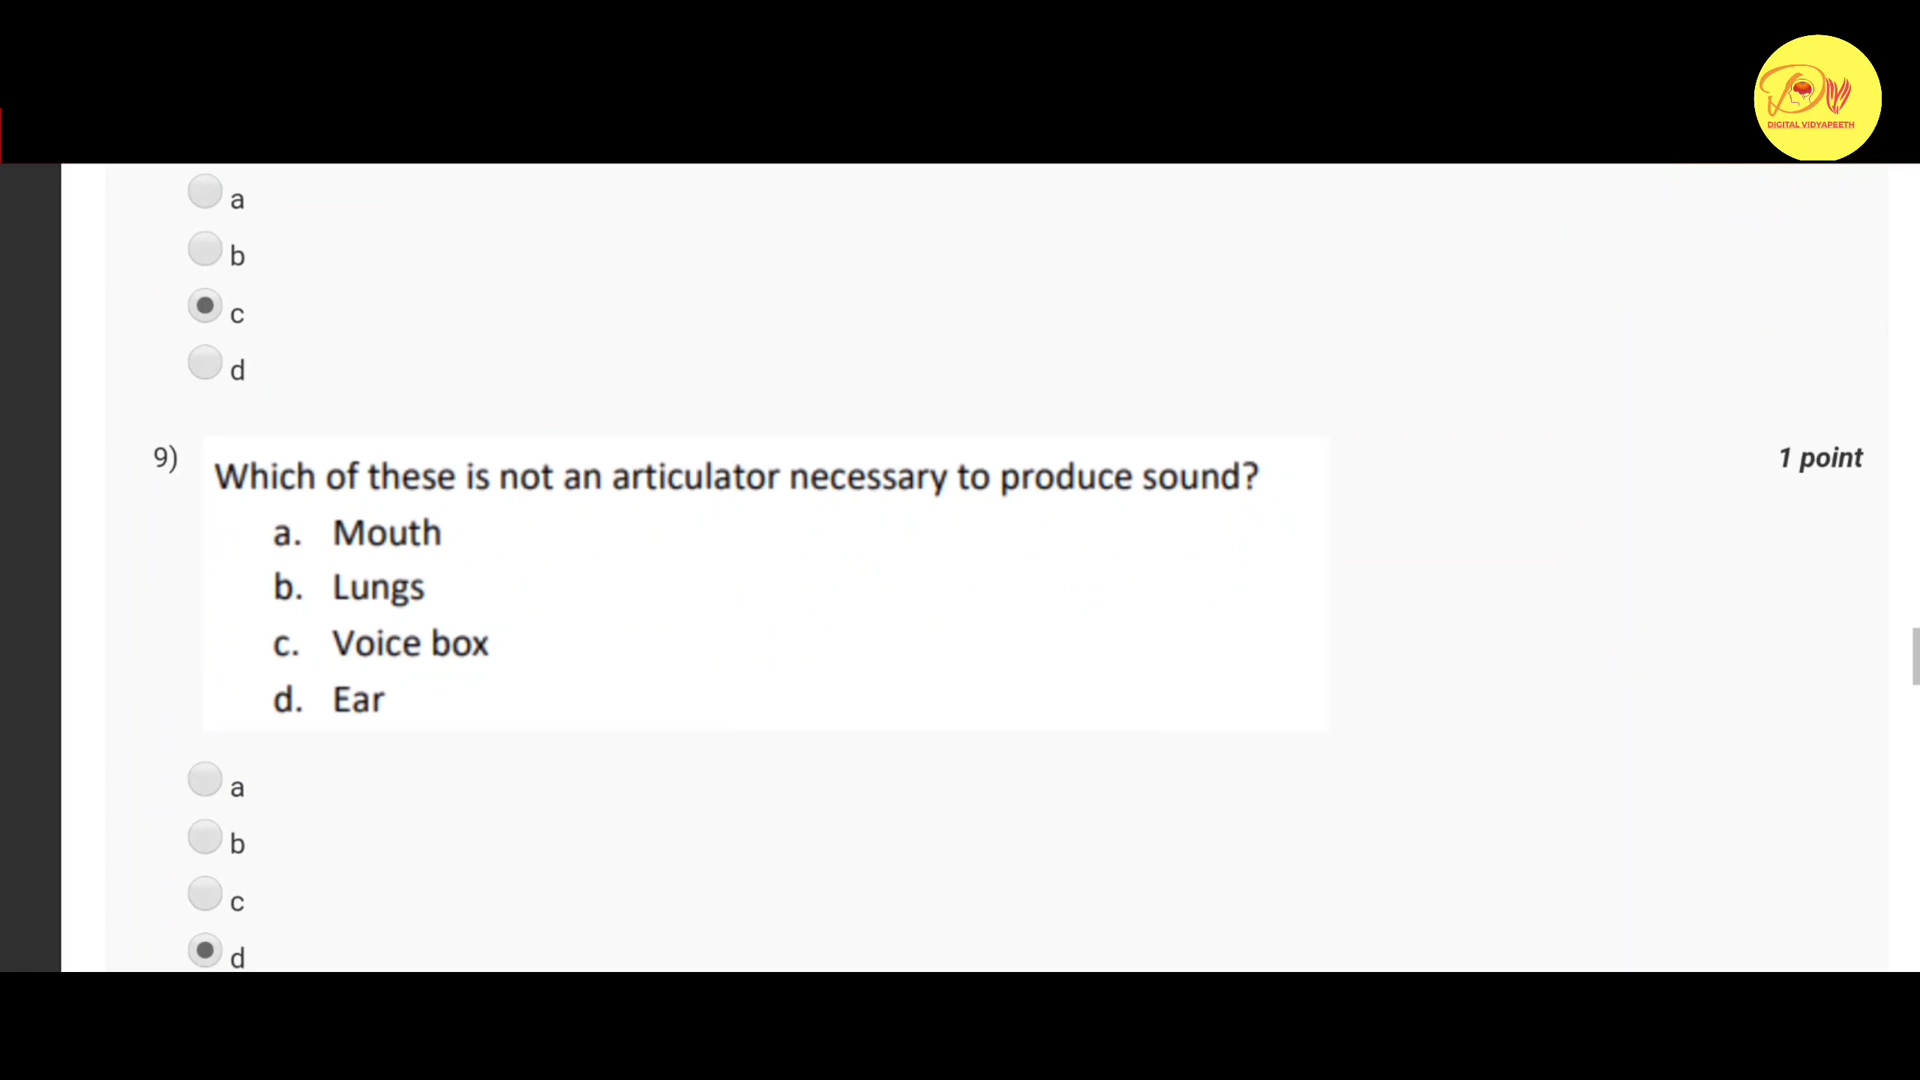 DV
DIGITAL VIDYAPEETH
a
b
c
d
9)
1 point
Which of these is not an articulator necessary to produce sound?
a. Mouth
b. Lungs
c. Voice box
d. Ear
a
b
c
d